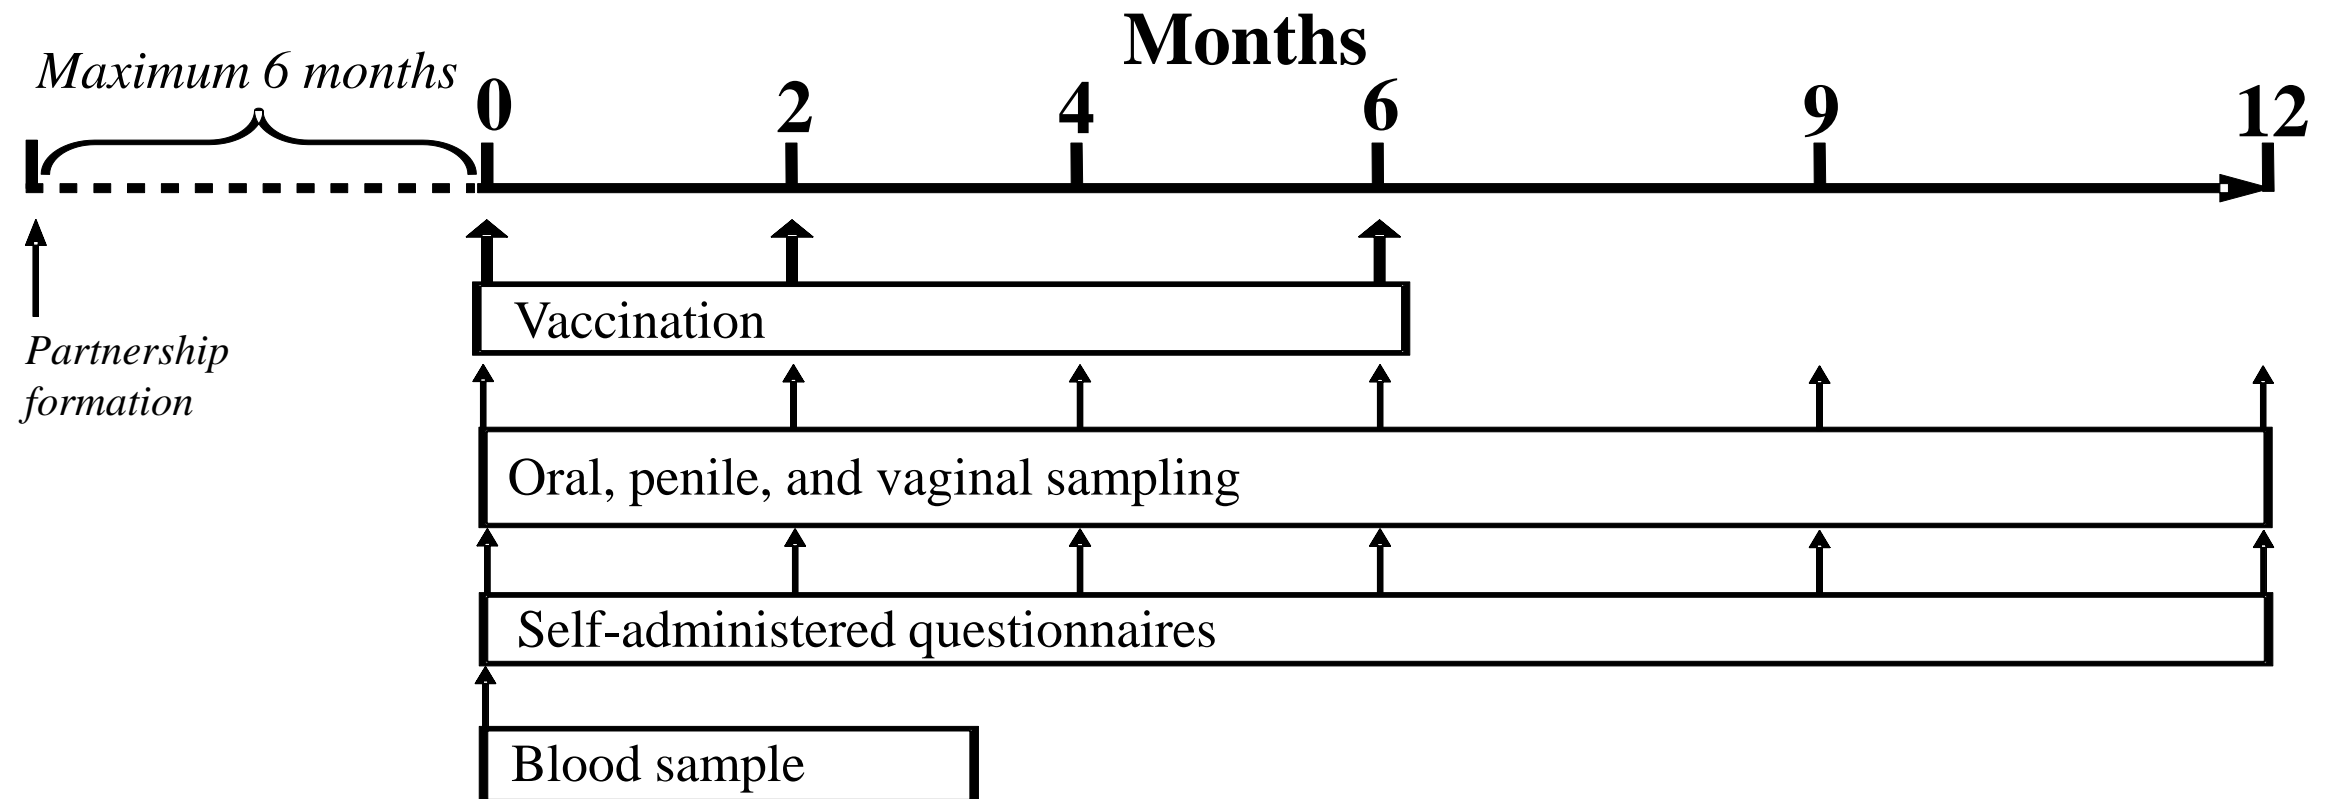 Months
Maximum 6 months
0 2 4 6 9 12
Vaccination
Partnership
formation
Oral, penile, and vaginal sampling
Self-administered questionnaires
Blood sample